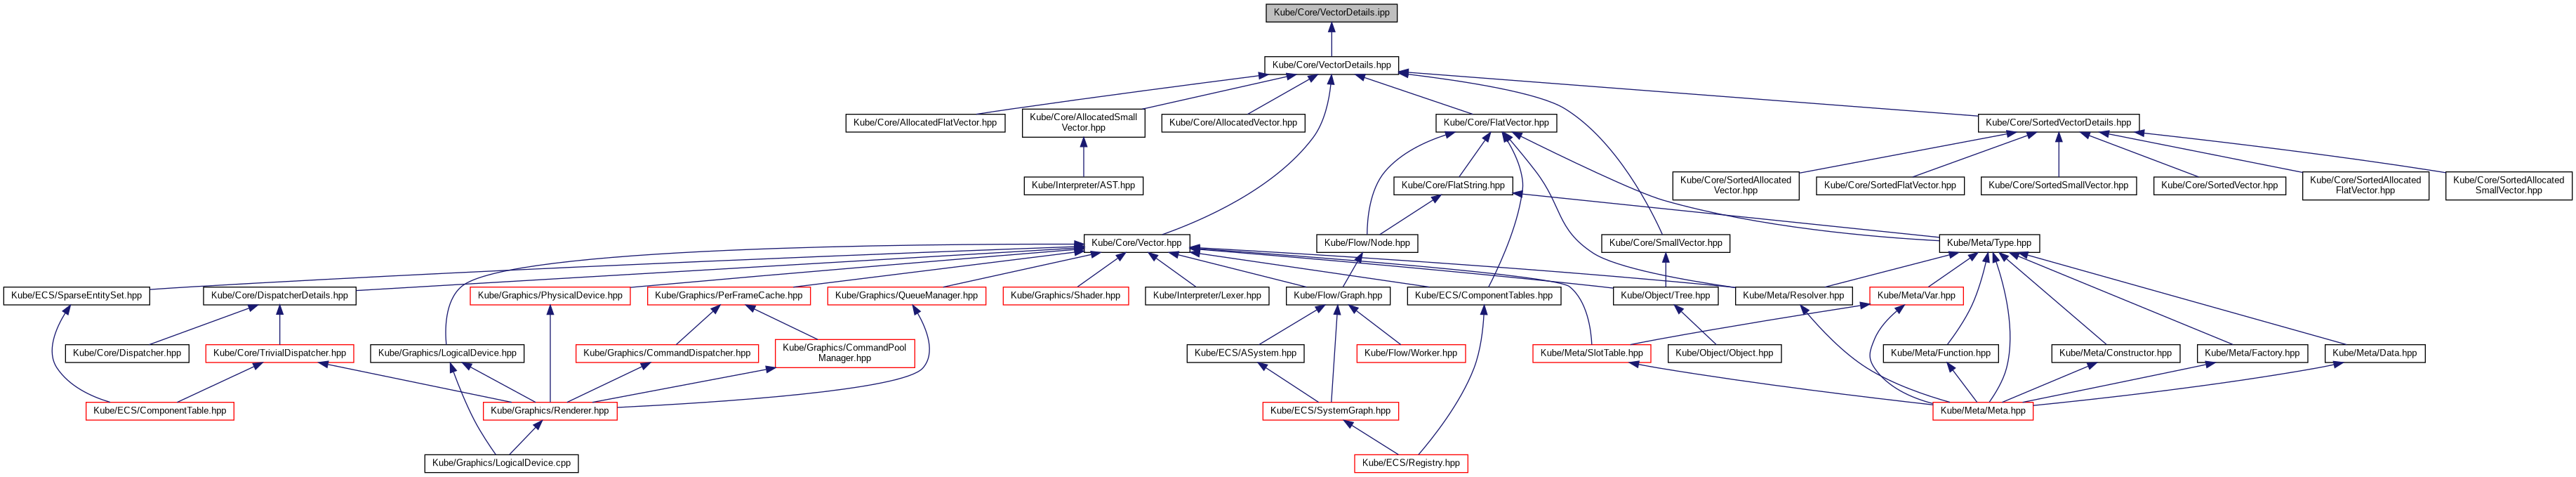 Kube/Core/VectorDetails.ipp
Kube/Core/VectorDetails.hpp
Kube/Core/AllocatedFlatVector.hpp
Kube/Core/AllocatedSmall
Vector.hpp
Kube/Core/AllocatedVector.hpp
Kube/Core/FlatVector.hpp
Kube/Core/SortedVectorDetails.hpp
Kube/Interpreter/AST.hpp
Kube/Core/FlatString.hpp
Kube/Core/SortedAllocated
Vector.hpp
Kube/Core/SortedFlatVector.hpp
Kube/Core/SortedSmallVector.hpp
Kube/Core/SortedVector.hpp
Kube/Core/SortedAllocated
FlatVector.hpp
Kube/Core/SortedAllocated
SmallVector.hpp
Kube/Core/Vector.hpp
Kube/Flow/Node.hpp
Kube/Core/SmallVector.hpp
Kube/Meta/Type.hpp
Kube/ECS/SparseEntitySet.hpp
Kube/Core/DispatcherDetails.hpp
Kube/Graphics/PhysicalDevice.hpp
Kube/Graphics/PerFrameCache.hpp
Kube/Graphics/QueueManager.hpp
Kube/Graphics/Shader.hpp
Kube/Interpreter/Lexer.hpp
Kube/Flow/Graph.hpp
Kube/ECS/ComponentTables.hpp
Kube/Object/Tree.hpp
Kube/Meta/Resolver.hpp
Kube/Meta/Var.hpp
Kube/Core/Dispatcher.hpp
Kube/Core/TrivialDispatcher.hpp
Kube/Graphics/LogicalDevice.hpp
Kube/Graphics/CommandDispatcher.hpp
Kube/Graphics/CommandPool
Manager.hpp
Kube/ECS/ASystem.hpp
Kube/Flow/Worker.hpp
Kube/Meta/SlotTable.hpp
Kube/Object/Object.hpp
Kube/Meta/Function.hpp
Kube/Meta/Constructor.hpp
Kube/Meta/Factory.hpp
Kube/Meta/Data.hpp
Kube/ECS/ComponentTable.hpp
Kube/Graphics/Renderer.hpp
Kube/ECS/SystemGraph.hpp
Kube/Meta/Meta.hpp
Kube/Graphics/LogicalDevice.cpp
Kube/ECS/Registry.hpp